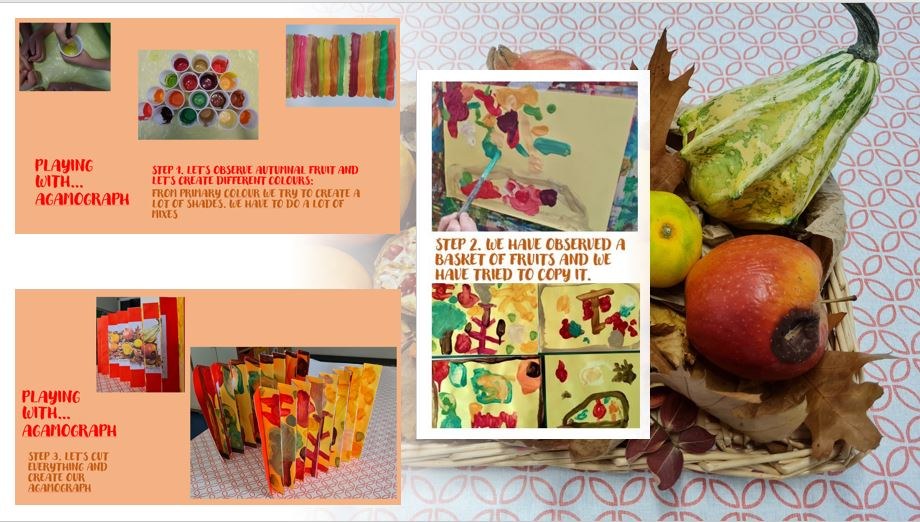 PLAYING
WITH...
AGAMOGRAPH
STEP 1. LET'S OBSERVE AUTUMNAL FRUIT AND
LET'S CREATE DIFFERENT COLOURS:
FROM PRIMARY COLOUR WE TRY TO CREATE A
LOT OF SHADES. WE HAVE TO DO A LOT OF
MIXES
STEP 2. WE HAVE OBSERVED A
BASKET OF FRUITS AND WE
HAVE TRIED TO COPY IT.
PLAYING
WITH...
AGAMOGRAPH
STEP 3. LET'S CUT
EVERYTHING AND
CREATE OUR
AGAMOGRAPH